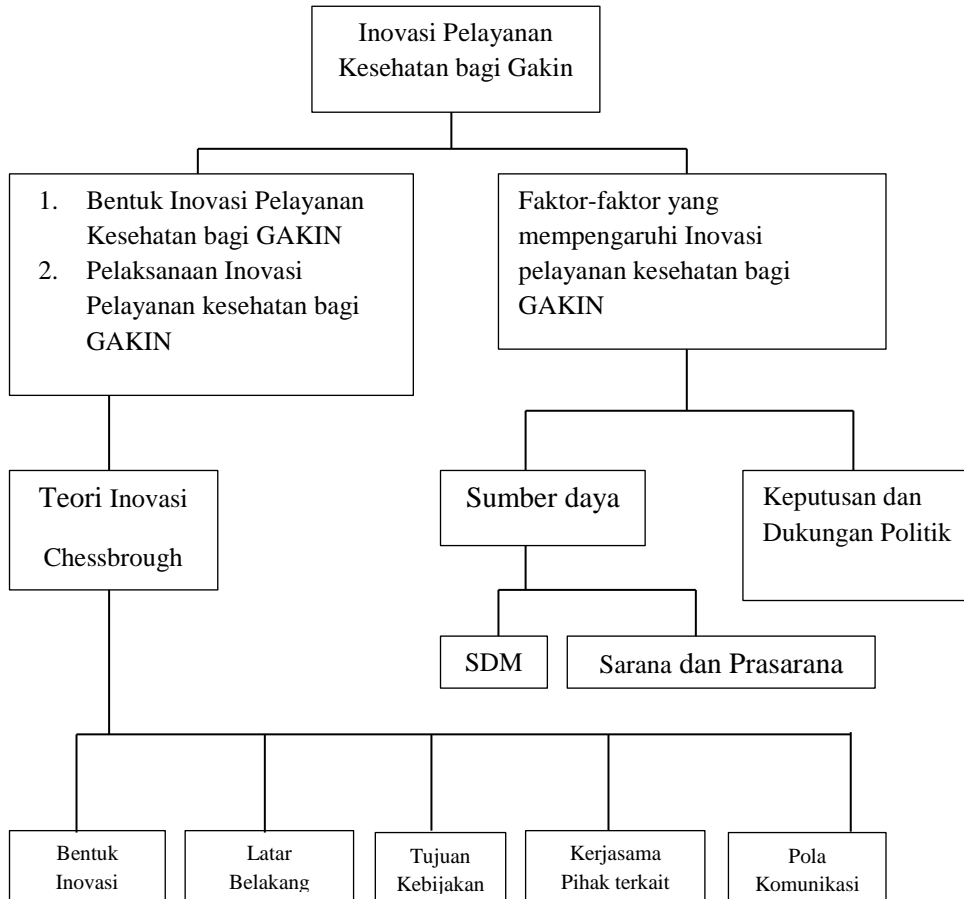 Inovasi Pelayanan
Kesehatan bagi Gakin
1. Bentuk Inovasi Pelayanan
Kesehatan bagi GAKIN
2. Pelaksanaan Inovasi
Pelayanan kesehatan bagi
GAKIN
Faktor-faktor yang
mempengaruhi Inovasi
pelayanan kesehatan bagi
GAKIN
Teori Inovasi
Chessbrough
Sumber daya
Keputusan dan
Dukungan Politik
SDM
Sarana dan Prasarana
Bentuk
Inovasi
Latar
Belakang
Tujuan
Kebijakan
Kerjasama
Pihak terkait
Pola
Komunikasi